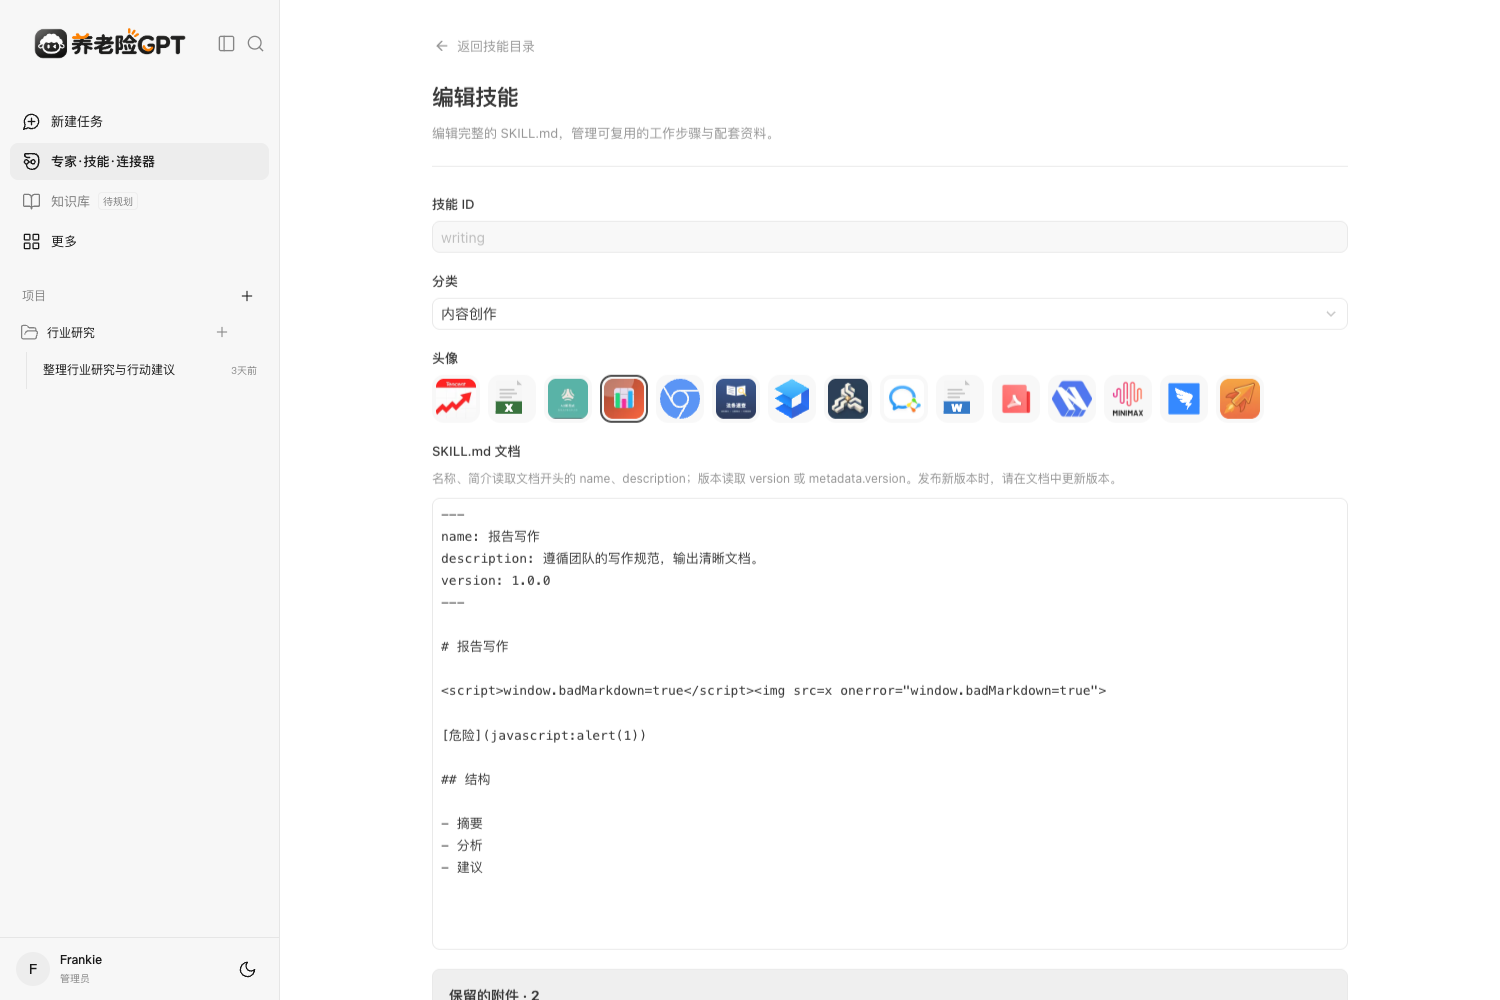 养老险GPT
新建任务
专家·技能·连接器
知识库 待规划
更多
项目
行业研究
整理行业研究与行动建议 3天前
F
Frankie
管理员
返回技能目录
编辑技能
编辑完整的 SKILL.md，管理可复用的工作步骤与配套资料。
技能 ID
writing
分类
内容创作
头像
Tencent
X
W
MINIMAX
SKILL.md 文档
名称、简介读取文档开头的 name、description；版本读取 version 或 metadata.version。发布新版本时，请在文档中更新版本。
---
name: 报告写作
description: 遵循团队的写作规范，输出清晰文档。
version: 1.0.0
---
# 报告写作
<script>window.badMarkdown=true</script><img src=x onerror="window.badMarkdown=true">
[危险](javascript:alert(1))
## 结构
- 摘要
- 分析
- 建议
保留的附件 · 2